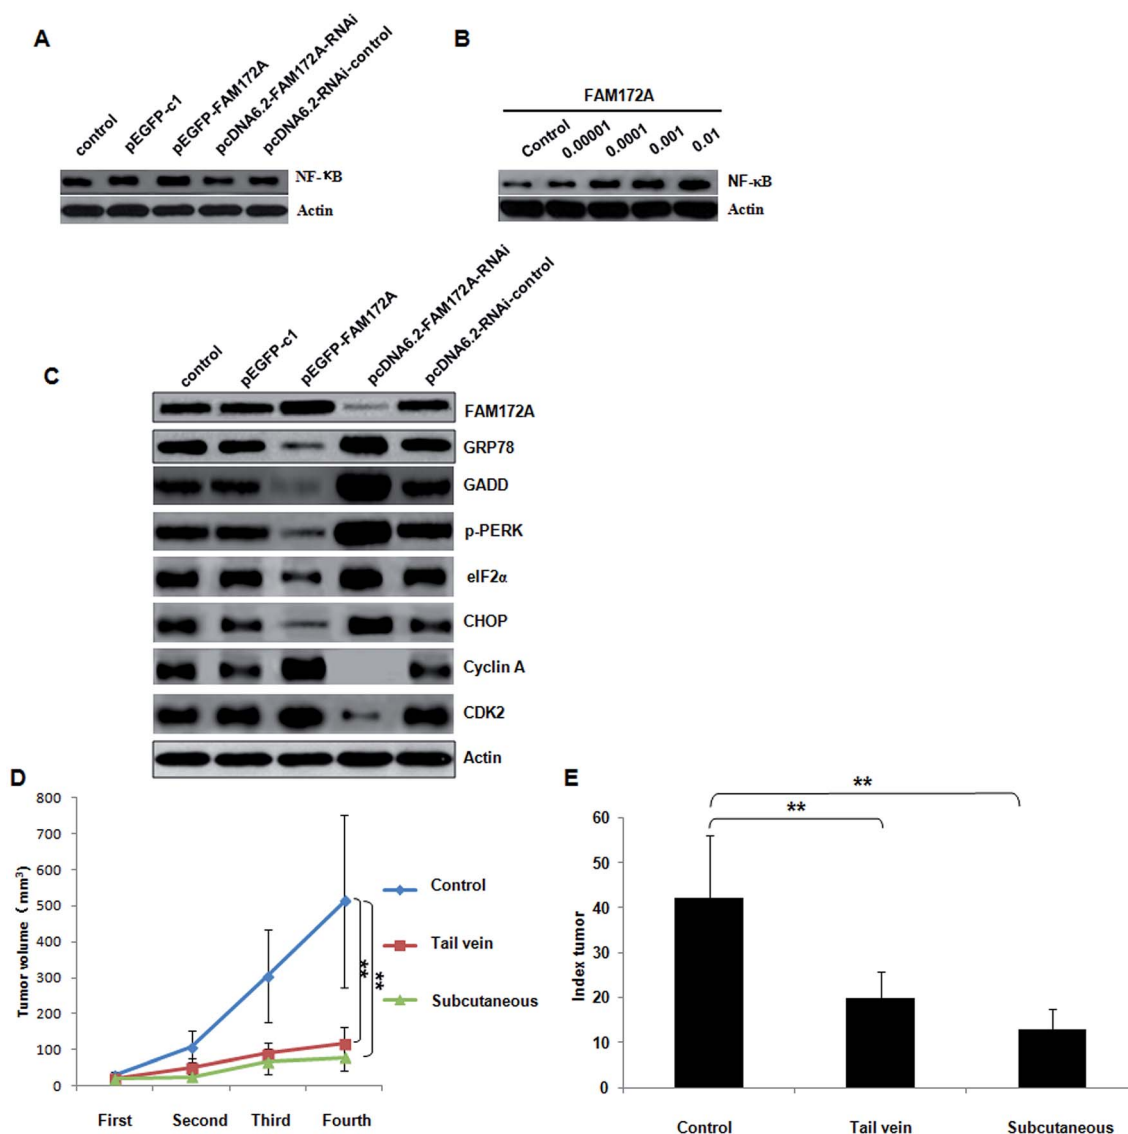 A
control
pEGFP-c1
pEGFP-FAM172A
pcDNA6.2-FAM172A-RNAi
pcDNA6.2-RNAi-control
NF-κB
Actin
B
FAM172A
Control
0.00001
0.0001
0.001
0.01
NF-κB
Actin
C
control
pEGFP-c1
pEGFP-FAM172A
pcDNA6.2-FAM172A-RNAi
pcDNA6.2-RNAi-control
FAM172A
GRP78
GADD
p-PERK
eIF2α
CHOP
Cyclin A
CDK2
Actin
D
Tumor volume (mm³)
800
700
600
500
400
300
200
100
0
First Second Third Fourth
Control
Tail vein
Subcutaneous
**
**
E
Index tumor
60
50
40
30
20
10
0
**
**
Control Tail vein Subcutaneous